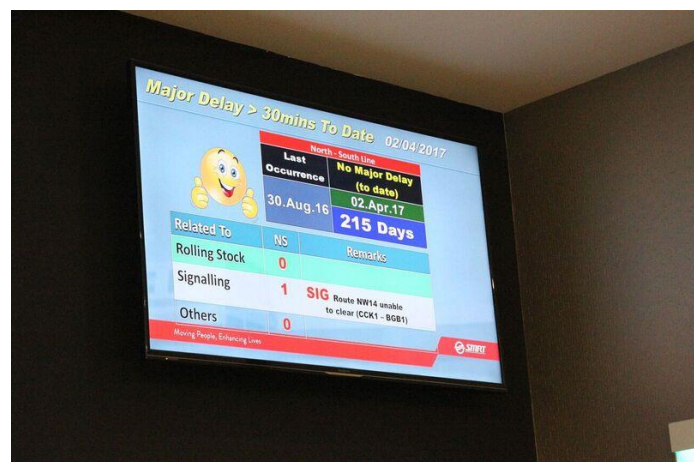 Major Delay > 30mins To Date 02/04/2017
North - South Line
Last Occurrence
No Major Delay (to date)
30.Aug.16
02.Apr.17
215 Days
Related To NS Remarks
Rolling Stock 0
Signalling 1 SIG Route NW14 unable
to clear (CCK1 – BGB1)
Others 0
Moving People, Enhancing Lives
SMRT